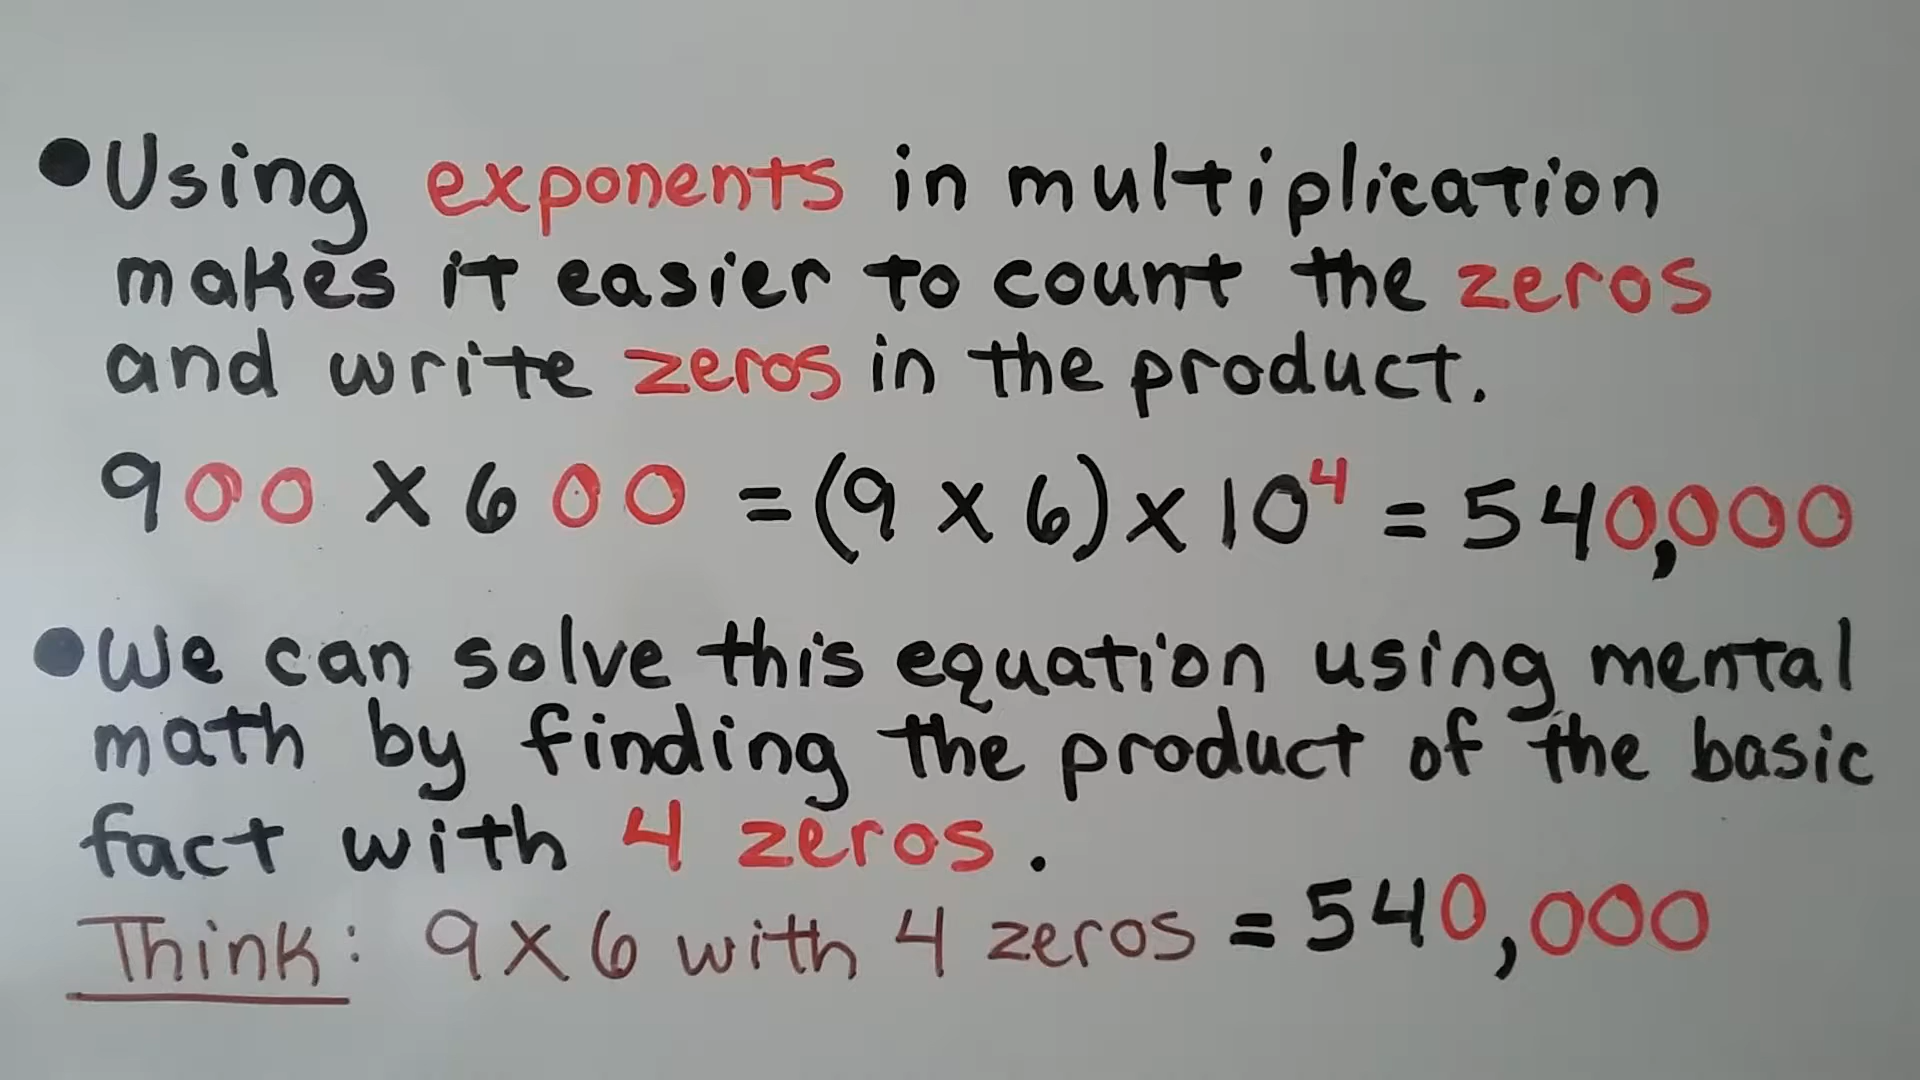 •Using exponents in multiplication
makes it easier to count the zeros
and write zeros in the product.
900 x 600 = (9 x 6) x 10⁴ = 540,000
•We can solve this equation using mental
math by finding the product of the basic
fact with 4 zeros.
Think: 9 x 6 with 4 zeros = 540,000